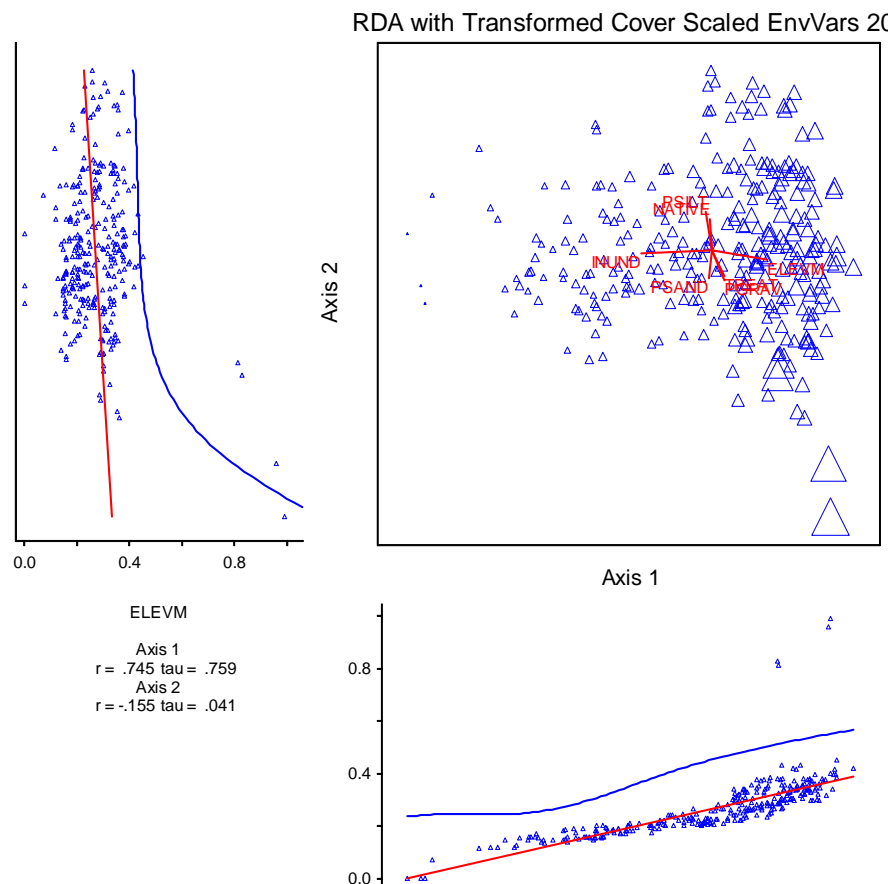 RDA with Transformed Cover Scaled EnvVars 20
Axis 2
PSILT
NATIVE
INUND
ELEVM
PSAND
PGRAV
0.0 0.4 0.8
Axis 1
ELEVM
Axis 1
r = .745 tau = .759
Axis 2
r = -.155 tau = .041
0.8
0.4
0.0